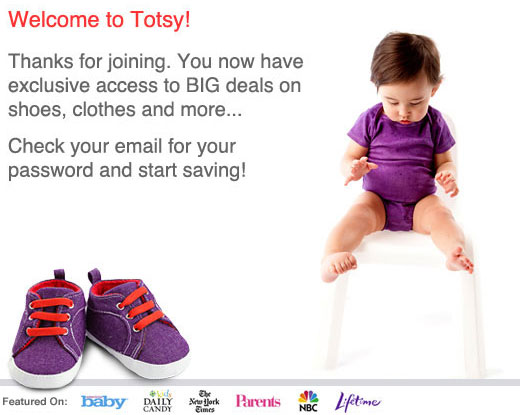 Welcome to Totsy!
Thanks for joining. You now have
exclusive access to BIG deals on
shoes, clothes and more...
Check your email for your
password and start saving!
Featured On: baby kids DAILY CANDY The New York Times Parents NBC Lifetime